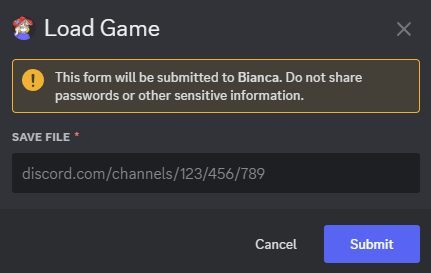 Load Game
This form will be submitted to Bianca. Do not share
passwords or other sensitive information.
SAVE FILE *
discord.com/channels/123/456/789
Cancel
Submit